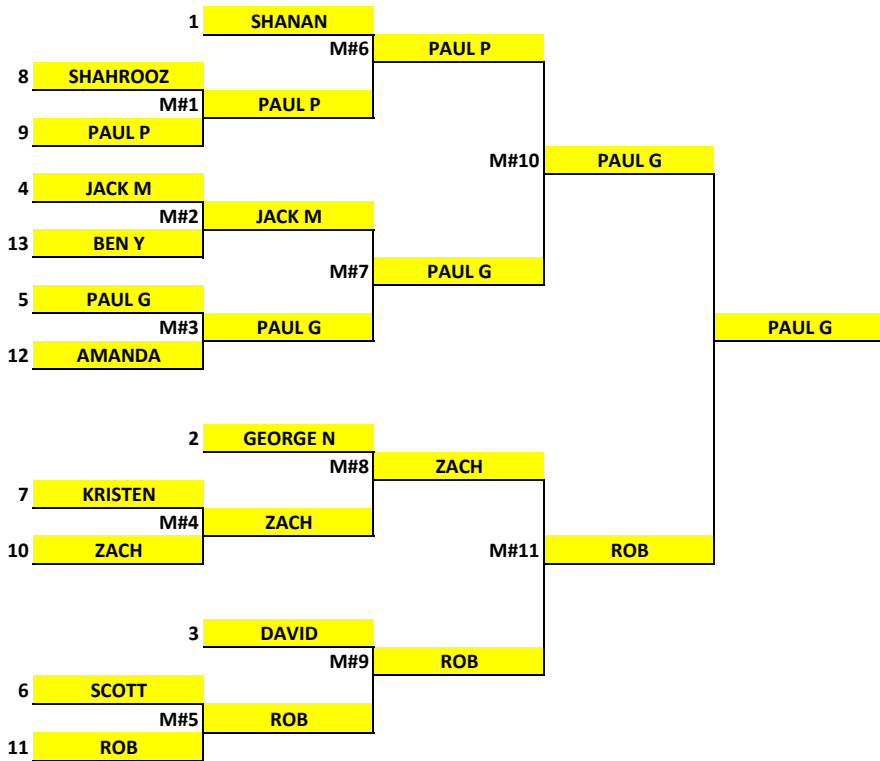 1 SHANAN
M#6 PAUL P
8 SHAHROOZ
M#1 PAUL P
9 PAUL P
M#10 PAUL G
4 JACK M
M#2 JACK M
13 BEN Y
M#7 PAUL G
5 PAUL G
M#3 PAUL G
PAUL G
12 AMANDA
2 GEORGE N
M#8 ZACH
7 KRISTEN
M#4 ZACH
10 ZACH
M#11 ROB
3 DAVID
M#9 ROB
6 SCOTT
M#5 ROB
11 ROB